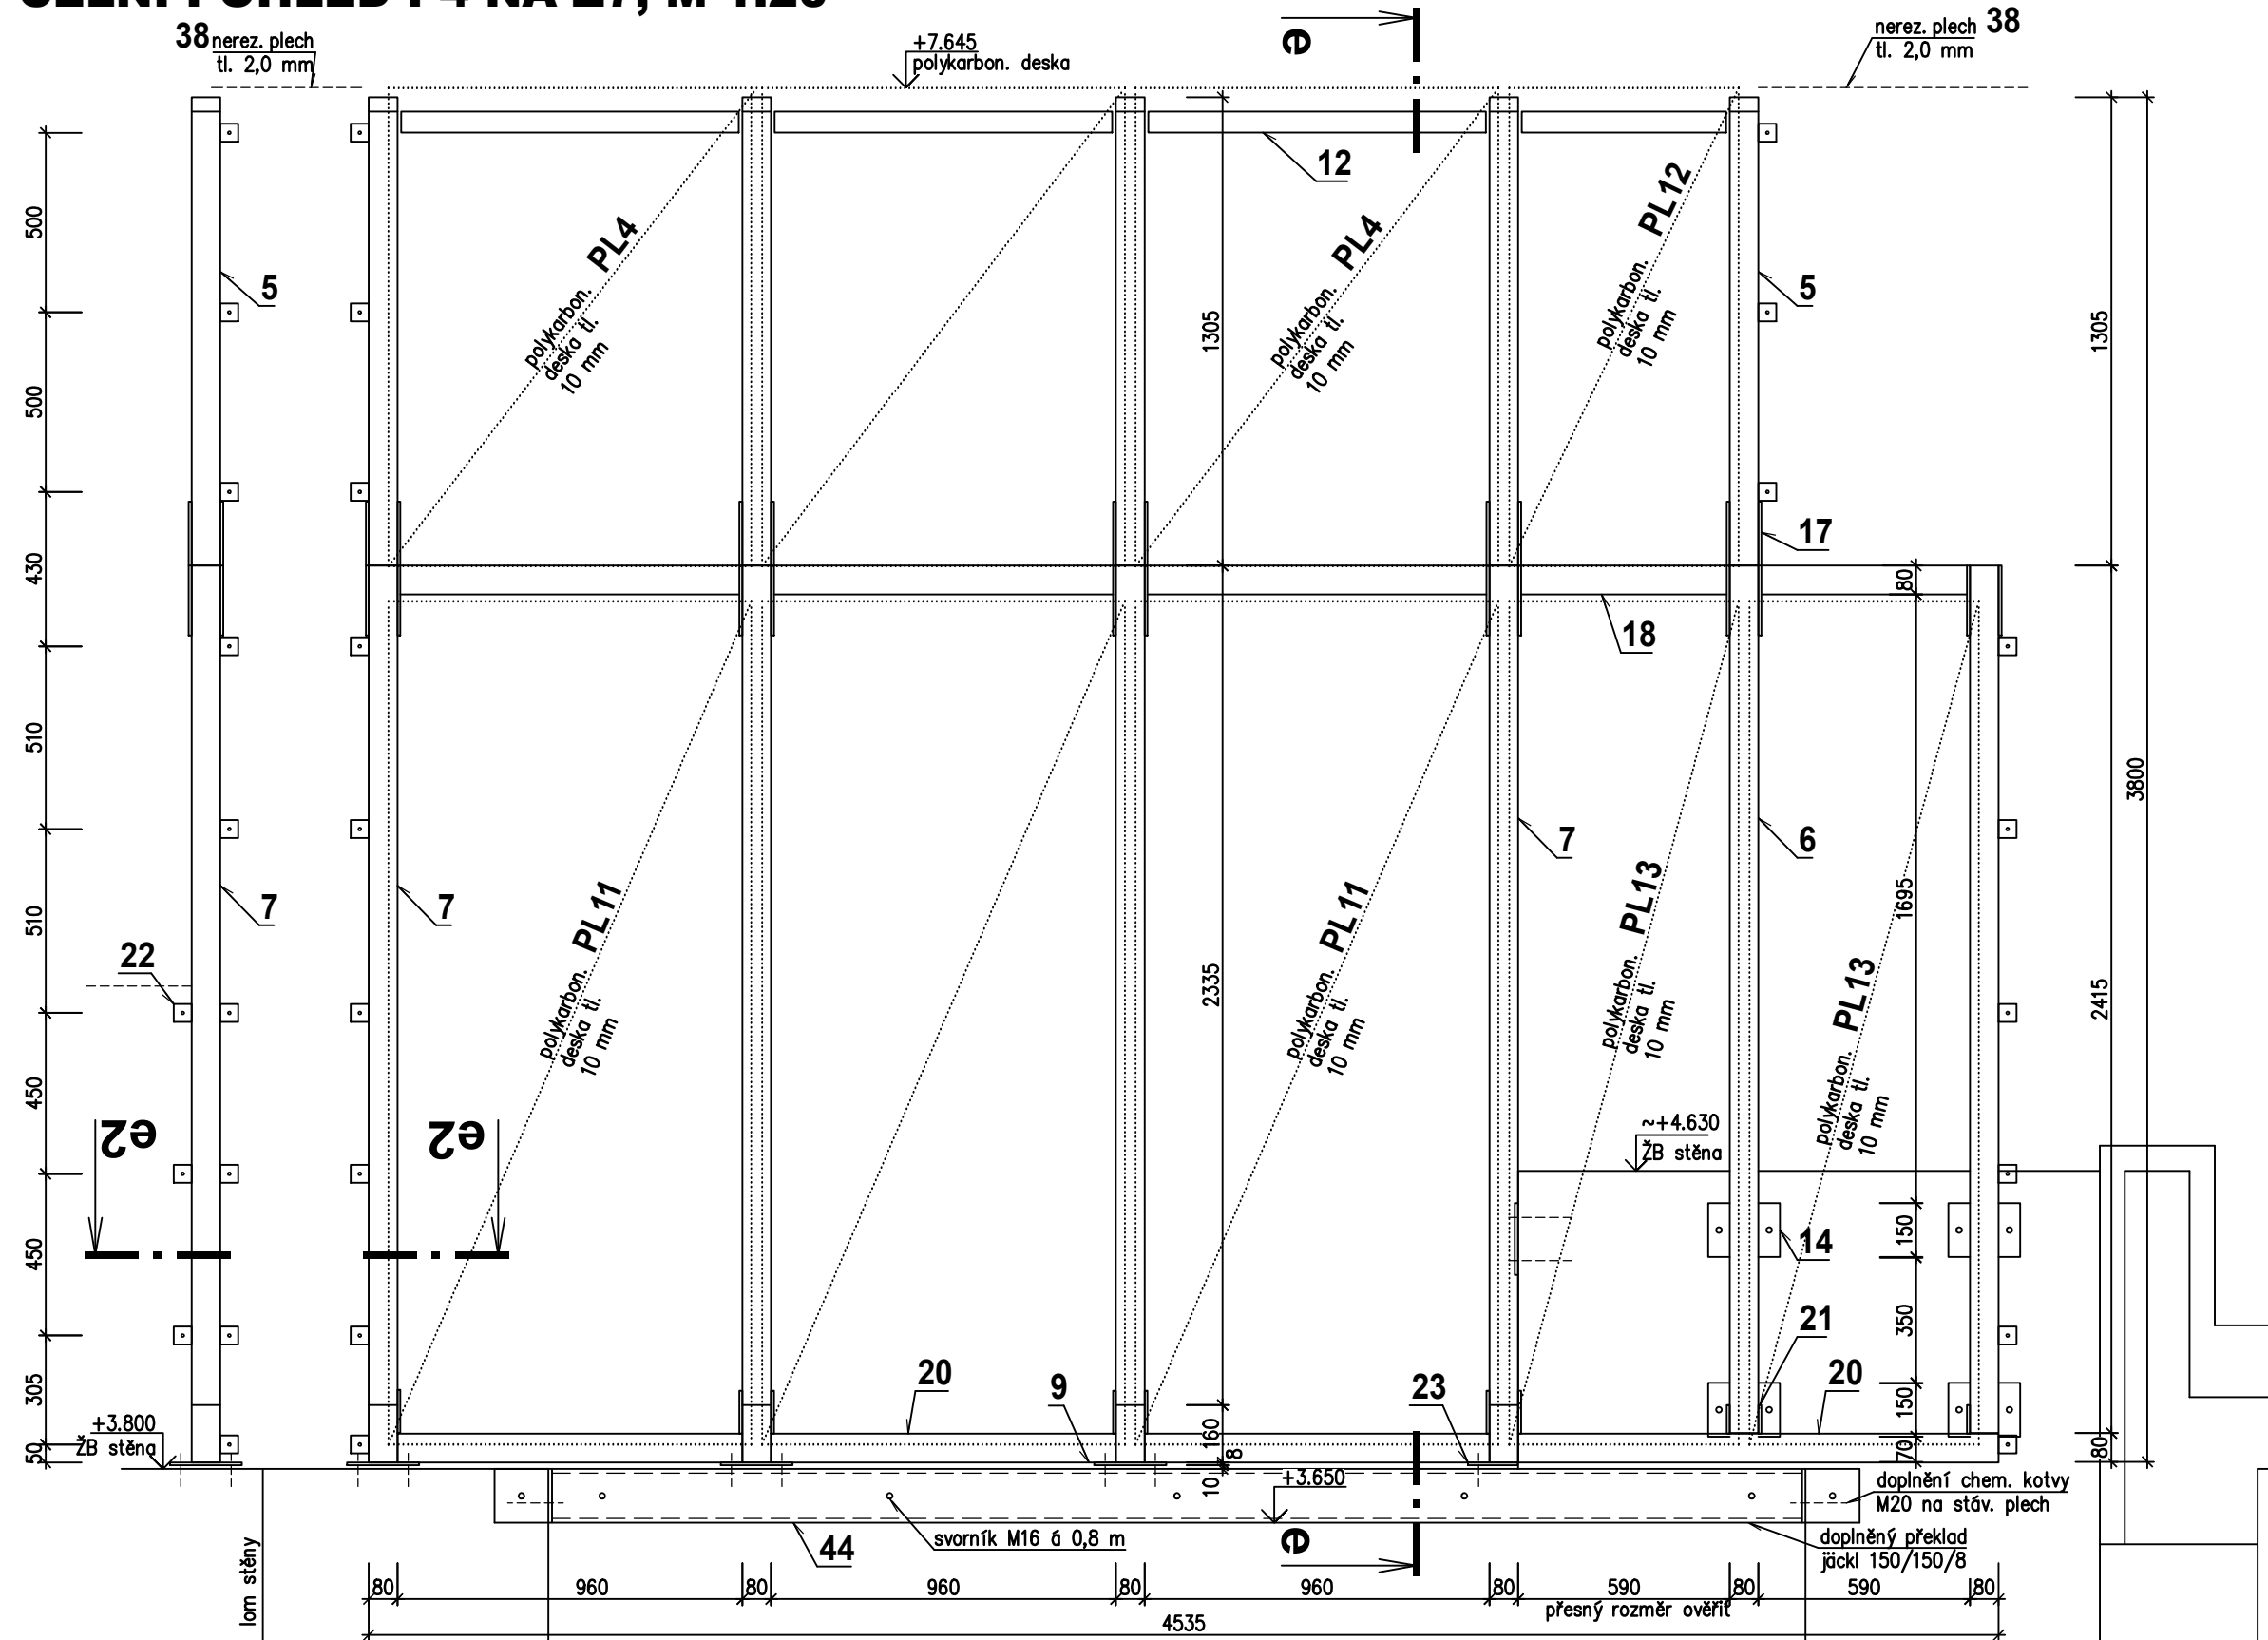 38 nerez. plech
tl. 2,0 mm
+7.645
polykarbon. deska
e
nerez. plech 38
tl. 2,0 mm
12
PL4
polykarbon.
deska tl.
10 mm
PL4
polykarbon.
deska tl.
10 mm
PL12
polykarbon.
deska tl.
10 mm
5
5
500
500
430
510
510
450
450
305
50
1305
1305
17
80
18
3800
7
6
7
7
22
1695
2335
2415
PL11
polykarbon.
deska tl.
10 mm
PL11
polykarbon.
deska tl.
10 mm
PL13
polykarbon.
deska tl.
10 mm
PL13
polykarbon.
deska tl.
10 mm
e2
e2
~+4.630
ŽB stěna
150
14
350
21
20
9
23
20
150
70
80
+3.800
ŽB stěna
160
8
10
+3.650
doplnění chem. kotvy
M20 na stáv. plech
svorník M16 á 0,8 m
44
e
doplněný překlad
jäckl 150/150/8
lom stěny
80
960
80
960
80
960
80
590
80
590
80
přesný rozměr ověřit
4535